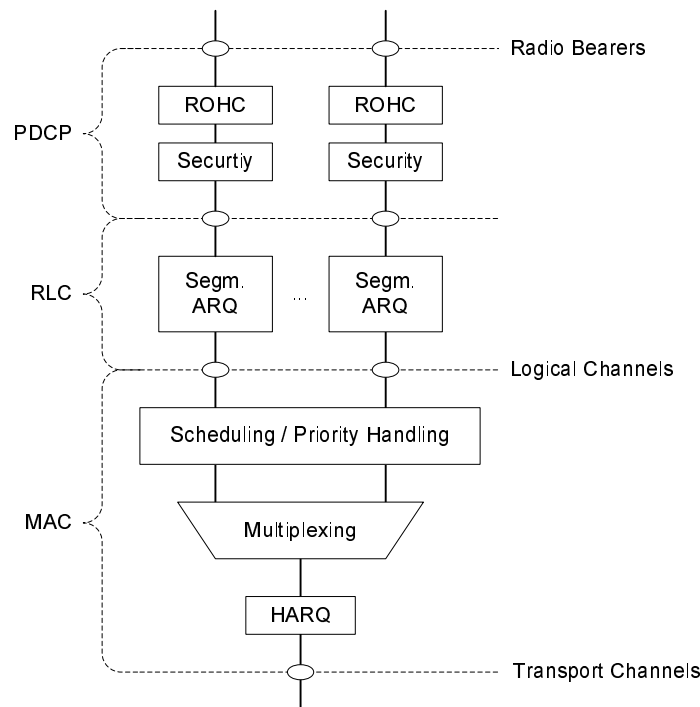 Radio Bearers
ROHC
ROHC
PDCP
Securtiy
Security
Segm.
ARQ
...
Segm.
ARQ
RLC
Logical Channels
Scheduling / Priority Handling
MAC
Multiplexing
HARQ
Transport Channels